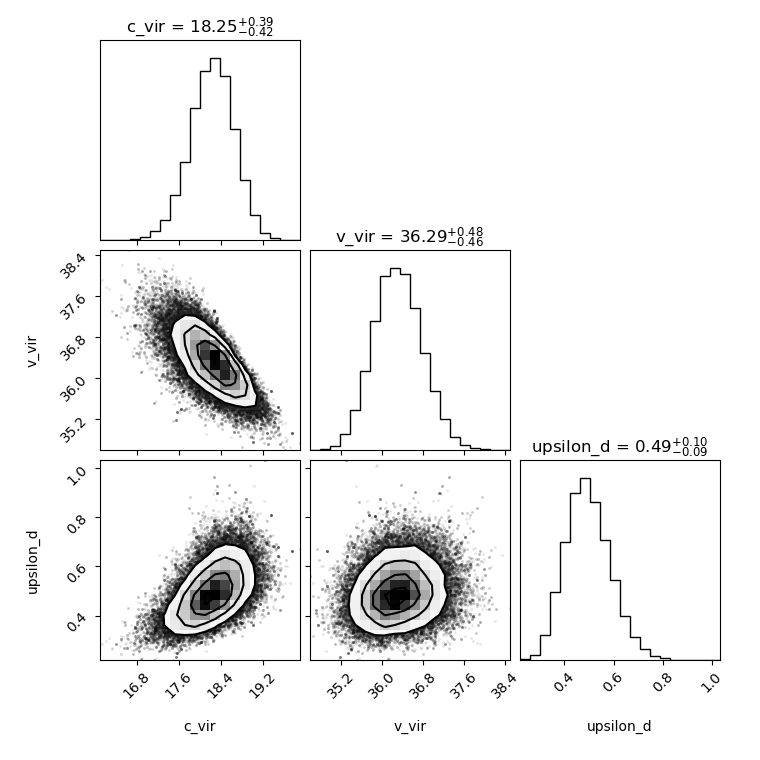 c_vir = 18.25+0.39−0.42
v_vir = 36.29+0.48−0.46
upsilon_d = 0.49+0.10−0.09
38.4
37.6
36.8
36.0
35.2
v_vir
1.0
0.8
0.6
0.4
upsilon_d
16.8 17.6 18.4 19.2
35.2 36.0 36.8 37.6 38.4
0.4 0.6 0.8 1.0
c_vir v_vir upsilon_d